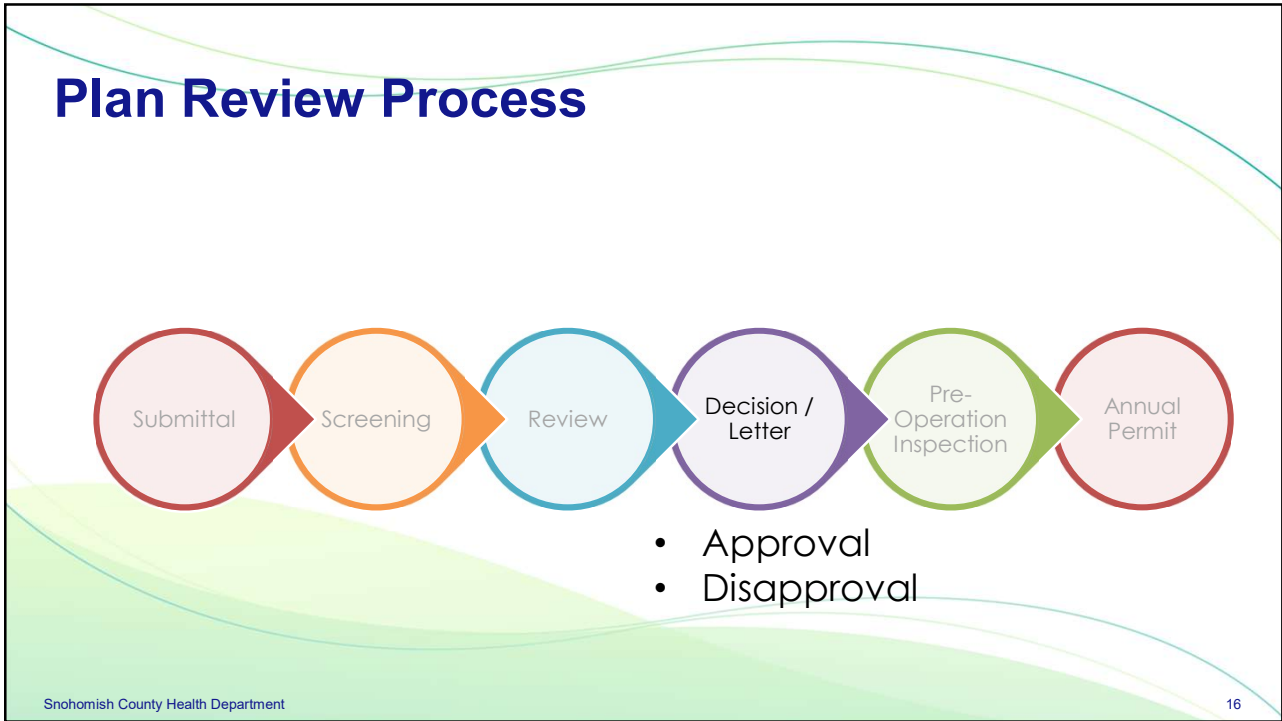 Plan Review Process
Submittal
Screening
Review
Decision /
Letter
Pre-
Operation
Inspection
Annual
Permit
• Approval
• Disapproval
Snohomish County Health Department
16